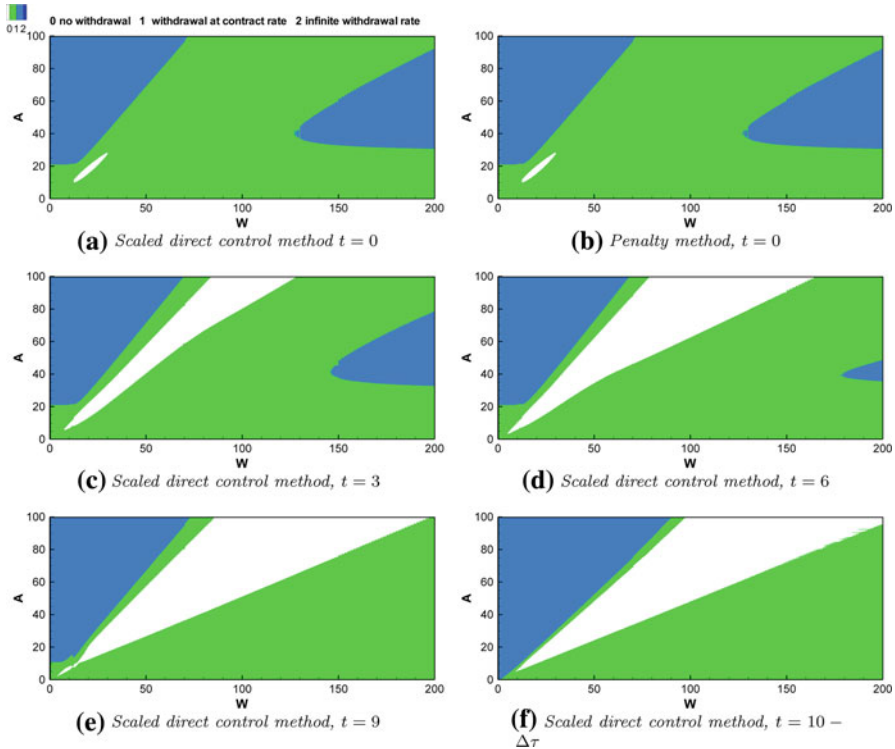 0 no withdrawal 1 withdrawal at contract rate 2 infinite withdrawal rate
0 1 2
100
80
60
40
20
0
A
0 50 100 150 200
W
(a) Scaled direct control method t = 0
100
80
60
40
20
0
A
0 50 100 150 200
W
(b) Penalty method, t = 0
100
80
60
40
20
0
A
0 50 100 150 200
W
(c) Scaled direct control method, t = 3
100
80
60
40
20
0
A
0 50 100 150 200
W
(d) Scaled direct control method, t = 6
100
80
60
40
20
0
A
0 50 100 150 200
W
(e) Scaled direct control method, t = 9
100
80
60
40
20
0
A
0 50 100 150 200
W
(f) Scaled direct control method, t = 10 −
Δτ